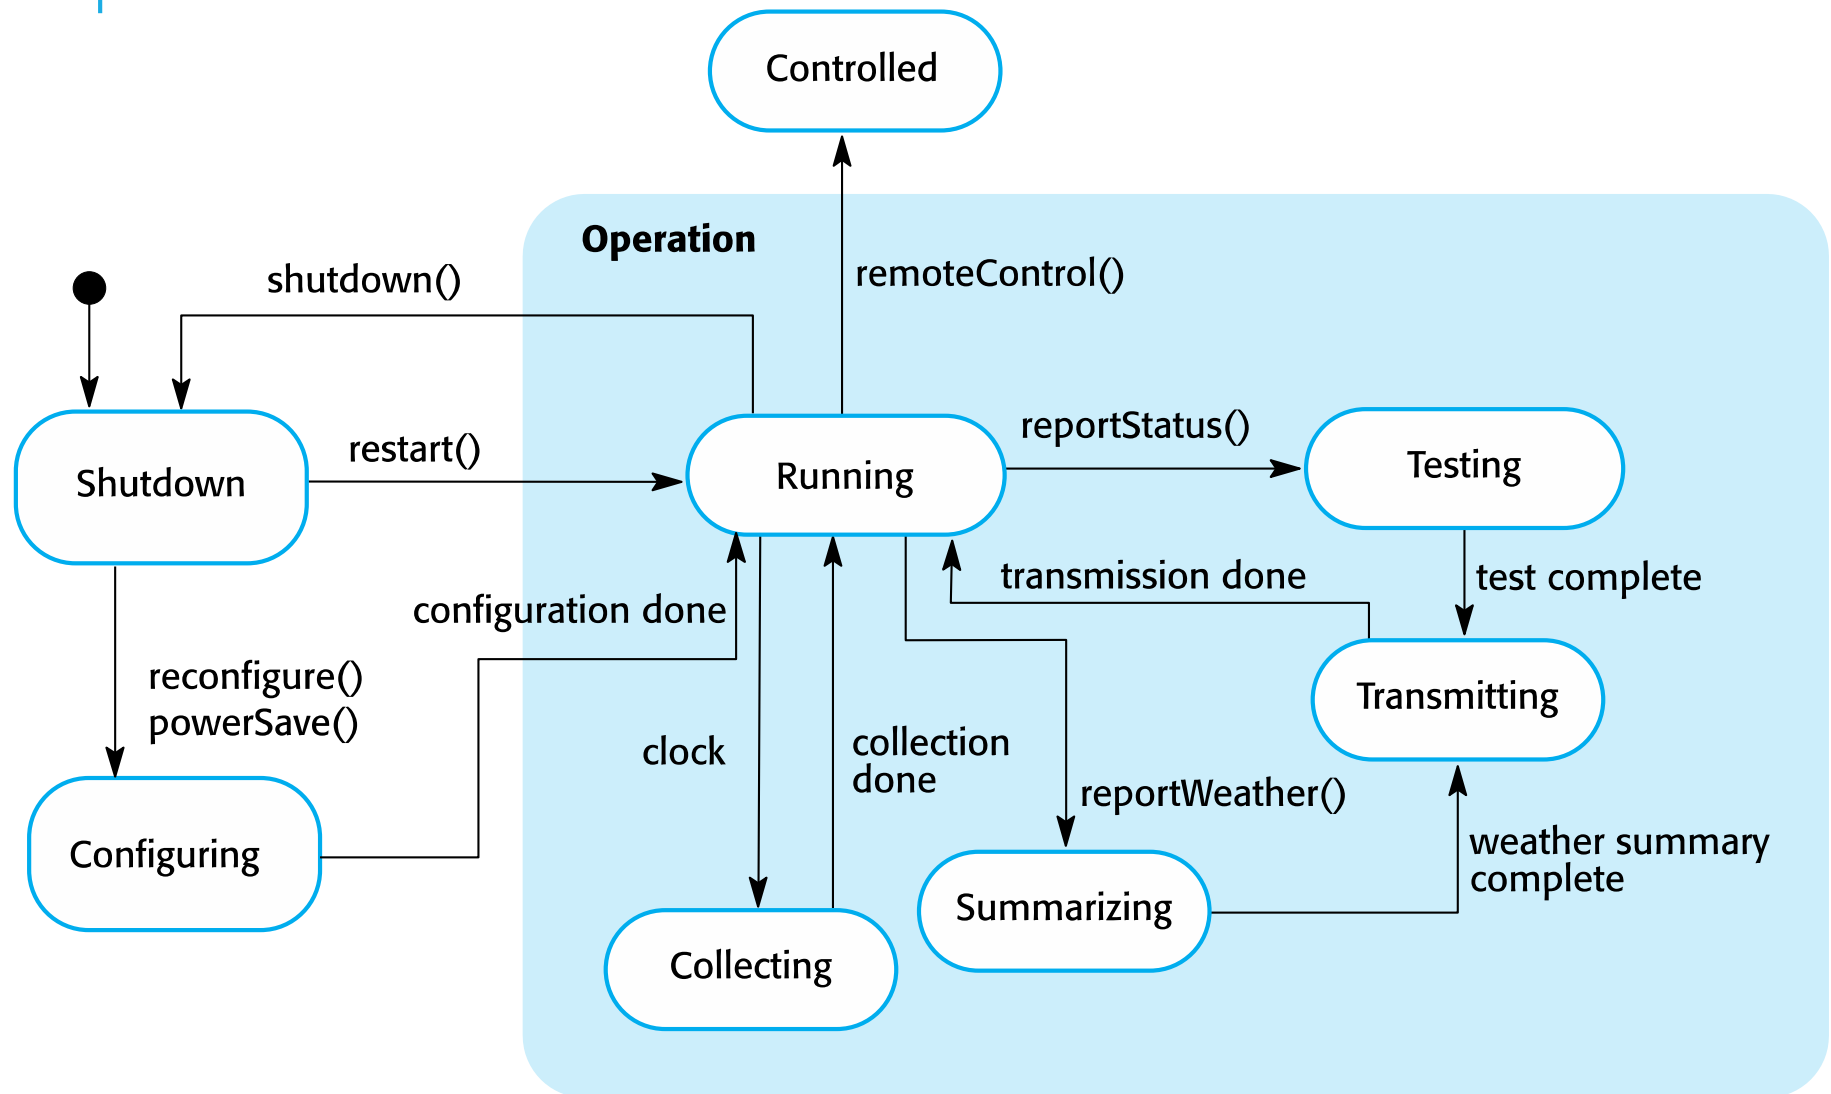 Controlled
Operation
shutdown()
remoteControl()
restart()
reportStatus()
Shutdown
Running
Testing
configuration done
transmission done
test complete
reconfigure()
powerSave()
Transmitting
clock
collection
done
reportWeather()
weather summary
complete
Configuring
Summarizing
Collecting